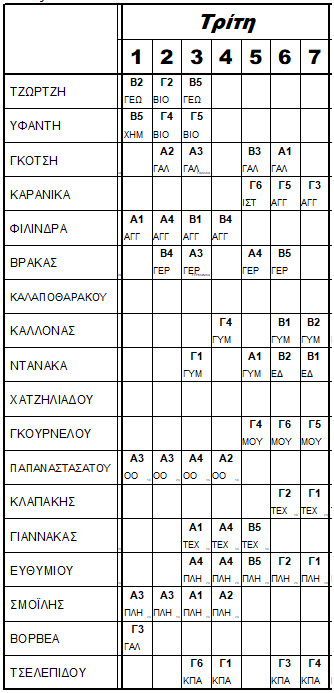 Τρίτη
1 2 3 4 5 6 7
Β2 Γ2 Β5
ΤΖΩΡΤΖΗ
ΓΕΩ ΒΙΟ ΓΕΩ
Β5 Γ4 Γ5
ΥΦΑΝΤΗ
ΧΗΜ ΒΙΟ ΒΙΟ
Α2 Α3 Β3 Α1
ΓΚΟΤΣΗ
ΓΑΛ ΓΑΛ ΓΑΛ ΓΑΛ
Γ6 Γ5 Γ3
ΚΑΡΑΝΙΚΑ
ΙΣΤ ΑΓΓ ΑΓΓ
Α1 Α4 Β1 Β4
ΦΙΛΙΝΔΡΑ
ΑΓΓ ΑΓΓ ΑΓΓ ΑΓΓ
Β4 Α3 Α4 Β5
ΒΡΑΚΑΣ
ΓΕΡ ΓΕΡ ΓΕΡ ΓΕΡ
ΚΑΛΑΠΟΘΑΡΑΚΟΥ
Γ4 Β1 Β2
ΚΑΛΛΟΝΑΣ
ΓΥΜ ΓΥΜ ΓΥΜ
Γ1 Α1 Β2 Β1
ΝΤΑΝΑΚΑ
ΓΥΜ ΓΥΜ ΕΔ ΕΔ
ΧΑΤΖΗΛΙΑΔΟΥ
Γ4 Γ6 Γ5
ΓΚΟΥΡΝΕΛΟΥ
ΜΟΥ ΜΟΥ ΜΟΥ
Α3 Α3 Α4 Α2
ΠΑΠΑΝΑΣΤΑΣΑΤΟΥ
ΟΟ ΟΟ ΟΟ ΟΟ
Γ2 Γ1
ΚΛΑΠΑΚΗΣ
ΤΕΧ ΤΕΧ
Α1 Α4 Β5
ΓΙΑΝΝΑΚΑΣ
ΤΕΧ ΤΕΧ ΤΕΧ
Α4 Α4 Β5 Γ2 Γ1
ΕΥΘΥΜΙΟΥ
ΠΛΗ ΠΛΗ ΠΛΗ ΠΛΗ ΠΛΗ
Α3 Α3 Α1 Α2
ΣΜΟΪΛΗΣ
ΠΛΗ ΠΛΗ ΠΛΗ ΠΛΗ
Γ3
ΒΟΡΒΕΑ
ΓΑΛ
Γ6 Γ1 Γ3 Γ4
ΤΣΕΛΕΠΙΔΟΥ
ΚΠΑ ΚΠΑ ΚΠΑ ΚΠΑ